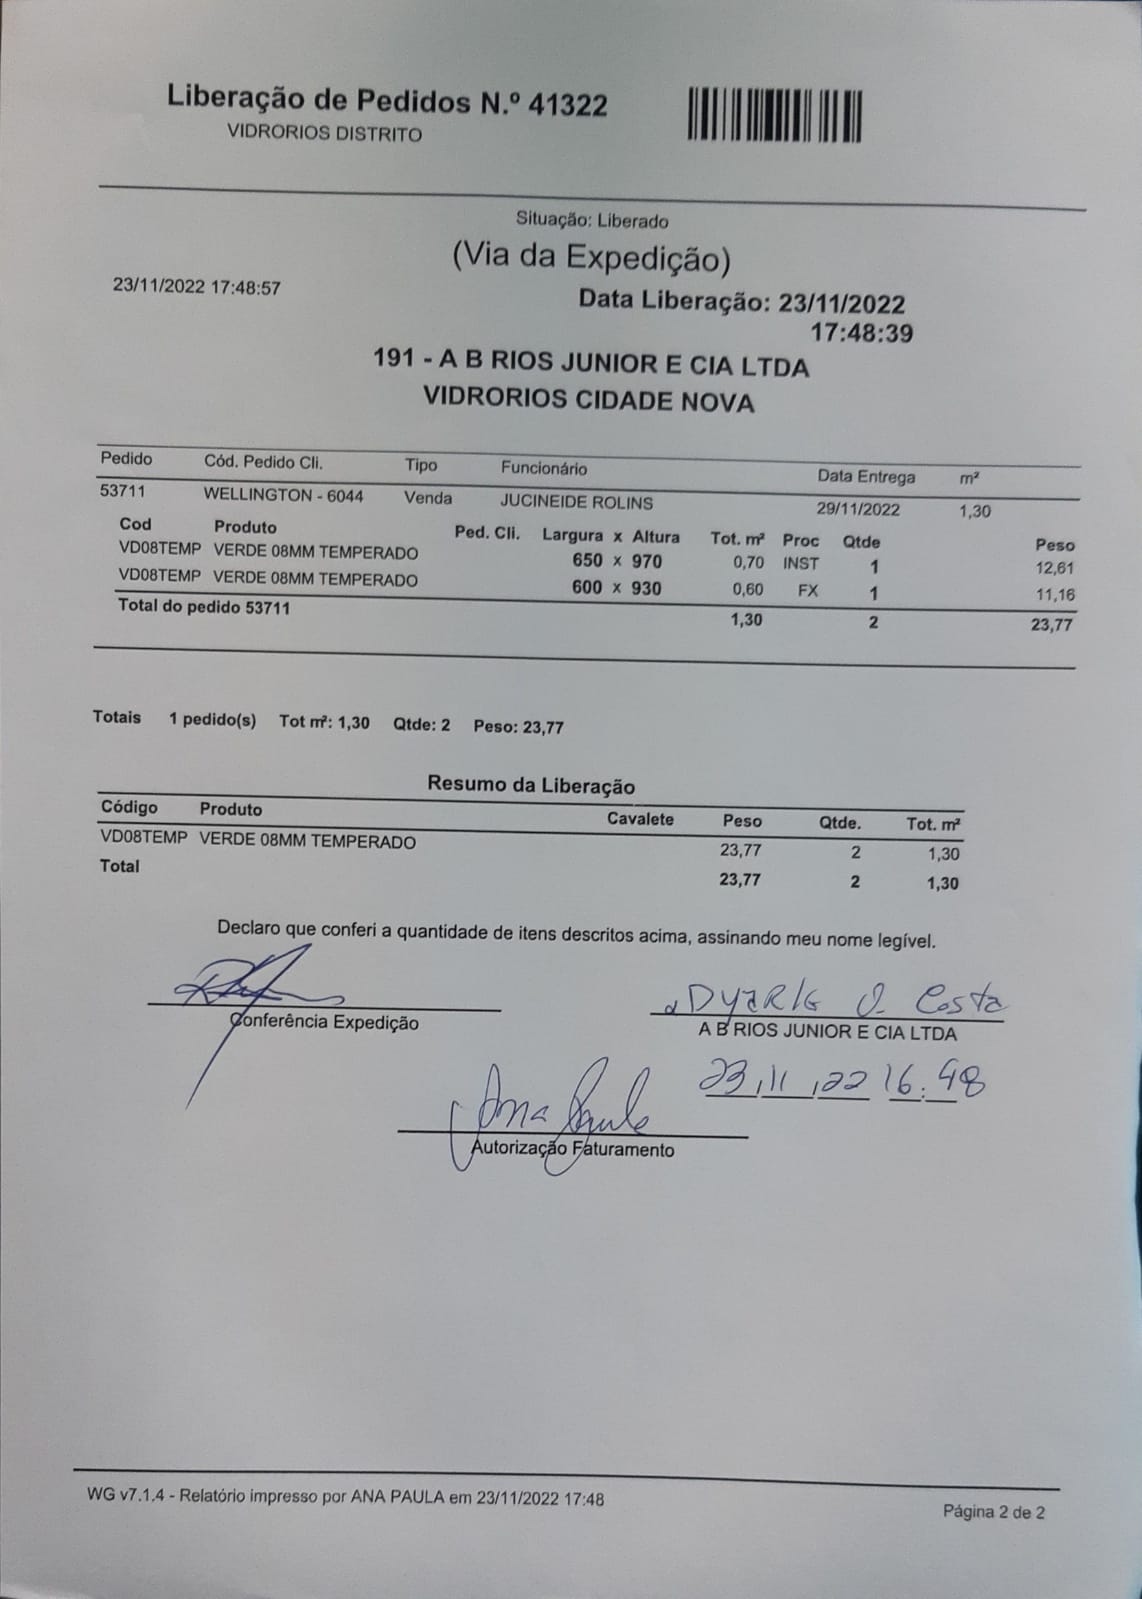 Liberação de Pedidos N.º 41322
VIDRORIOS DISTRITO
Situação: Liberado
(Via da Expedição)
23/11/2022 17:48:57
Data Liberação: 23/11/2022
17:48:39
191 - A B RIOS JUNIOR E CIA LTDA
VIDRORIOS CIDADE NOVA
Pedido Cód. Pedido Cli. Tipo Funcionário Data Entrega m²
53711 WELLINGTON - 6044 Venda JUCINEIDE ROLINS 29/11/2022 1,30
Cod Produto Ped. Cli. Largura x Altura Tot. m² Proc Qtde Peso
VD08TEMP VERDE 08MM TEMPERADO 650 x 970 0,70 INST 1 12,61
VD08TEMP VERDE 08MM TEMPERADO 600 x 930 0,60 FX 1 11,16
Total do pedido 53711 1,30 2 23,77
Totais 1 pedido(s) Tot m²: 1,30 Qtde: 2 Peso: 23,77
Resumo da Liberação
Código Produto Cavalete Peso Qtde. Tot. m²
VD08TEMP VERDE 08MM TEMPERADO 23,77 2 1,30
Total 23,77 2 1,30
Declaro que conferi a quantidade de itens descritos acima, assinando meu nome legível.
Costa
Conferência Expedição
A B RIOS JUNIOR E CIA LTDA
23,11,22 16:48
Ana Paula
Autorização Faturamento
WG v7.1.4 - Relatório impresso por ANA PAULA em 23/11/2022 17:48
Página 2 de 2